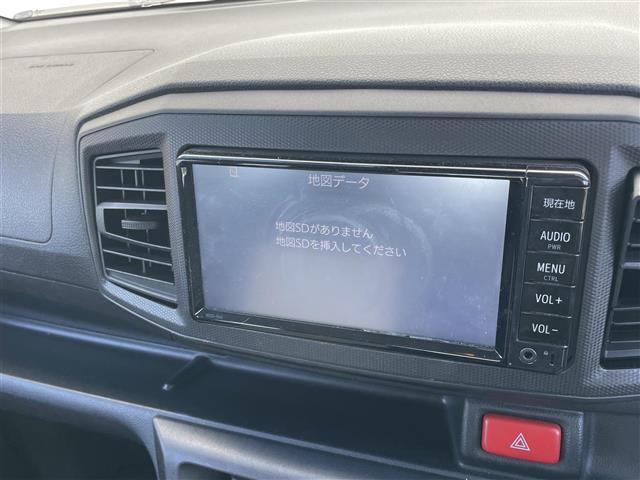 地図データ
地図SDがありません
地図SDを挿入してください
現在地
AUDIO
PWR
MENU
CTRL
VOL+
VOL-